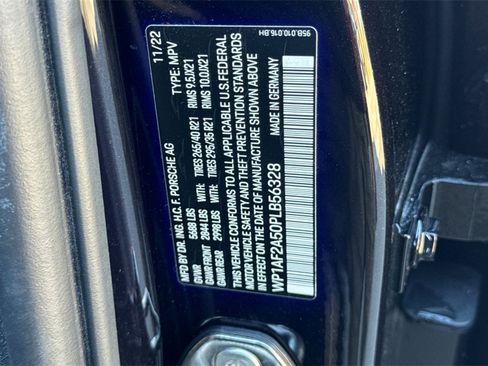 MFD BY DR. ING. H.C. F. PORSCHE AG 11/22
GVWR 5688 LBS TYPE: MPV
GAWR FRONT 2844 LBS WITH: TIRES 265/40 R21 RIMS 9.5JX21
GAWR REAR 2998 LBS WITH: TIRES 295/35 R21 RIMS 10.0JX21
THIS VEHICLE CONFORMS TO ALL APPLICABLE U.S. FEDERAL
MOTOR VEHICLE SAFETY AND THEFT PREVENTION STANDARDS
IN EFFECT ON THE DATE OF MANUFACTURE SHOWN ABOVE
WP1AF2A50PLB56328 MADE IN GERMANY
95B.010.016.BH